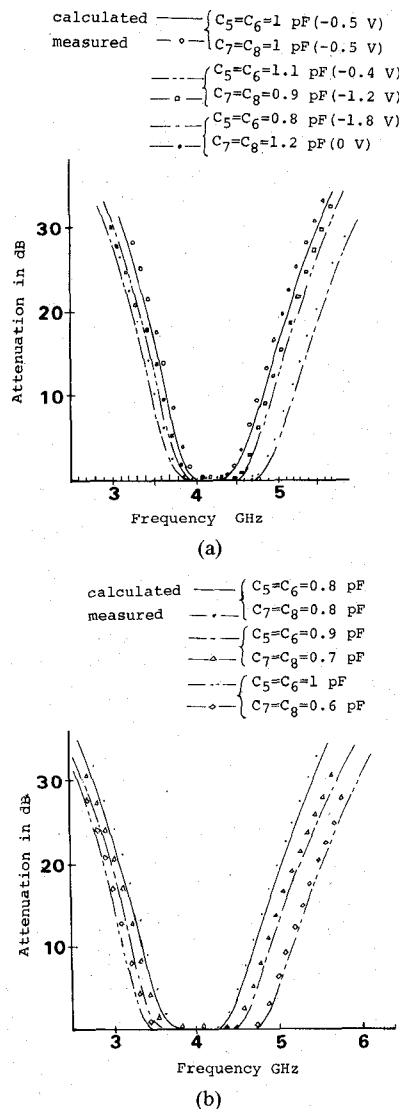 calculated C5=C6=1 pF(-0.5 V)
measured C7=C8=1 pF(-0.5 V)
C5=C6=1.1 pF(-0.4 V)
C7=C8=0.9 pF(-1.2 V)
C5=C6=0.8 pF(-1.8 V)
C7=C8=1.2 pF(0 V)
Attenuation in dB
30
20
10
3 4 5
Frequency GHz
(a)
calculated C5=C6=0.8 pF
measured C7=C8=0.8 pF
C5=C6=0.9 pF
C7=C8=0.7 pF
C5=C6=1 pF
C7=C8=0.6 pF
Attenuation in dB
30
20
10
3 4 5 6
Frequency GHz
(b)